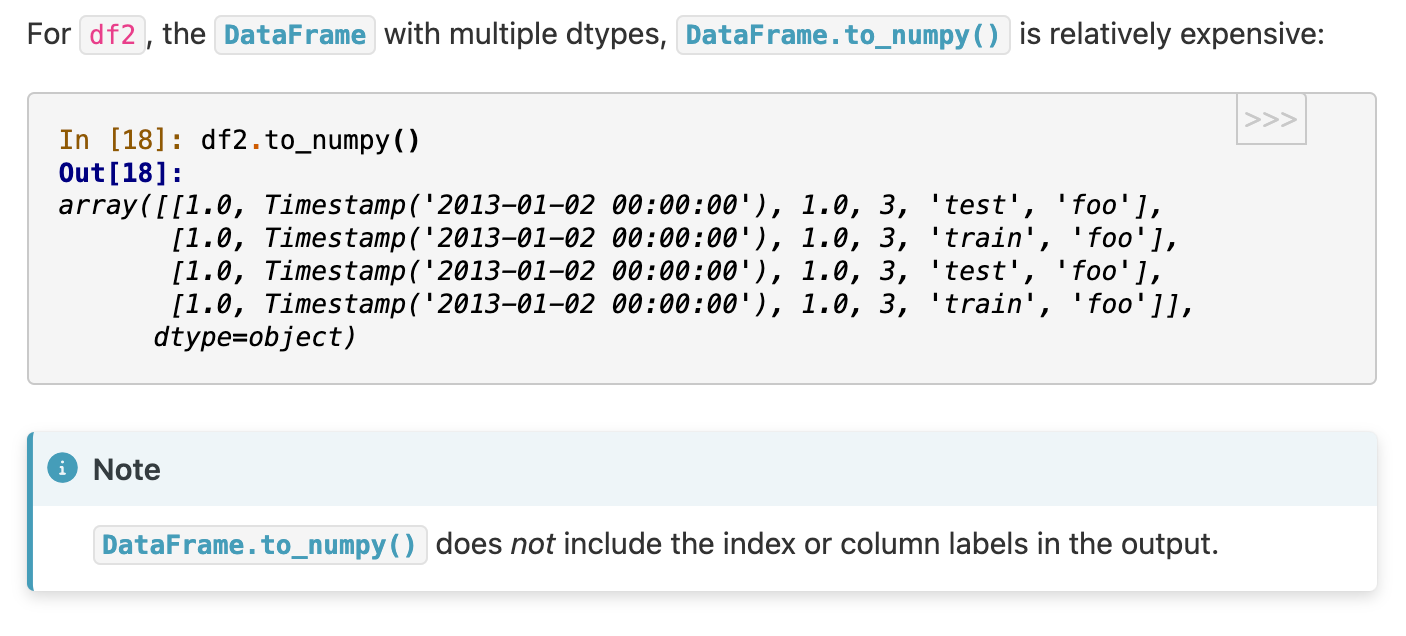 For df2, the DataFrame with multiple dtypes, DataFrame.to_numpy() is relatively expensive:
>>>
In [18]: df2.to_numpy()
Out[18]:
array([[1.0, Timestamp('2013-01-02 00:00:00'), 1.0, 3, 'test', 'foo'],
       [1.0, Timestamp('2013-01-02 00:00:00'), 1.0, 3, 'train', 'foo'],
       [1.0, Timestamp('2013-01-02 00:00:00'), 1.0, 3, 'test', 'foo'],
       [1.0, Timestamp('2013-01-02 00:00:00'), 1.0, 3, 'train', 'foo']],
      dtype=object)
Note
DataFrame.to_numpy() does not include the index or column labels in the output.